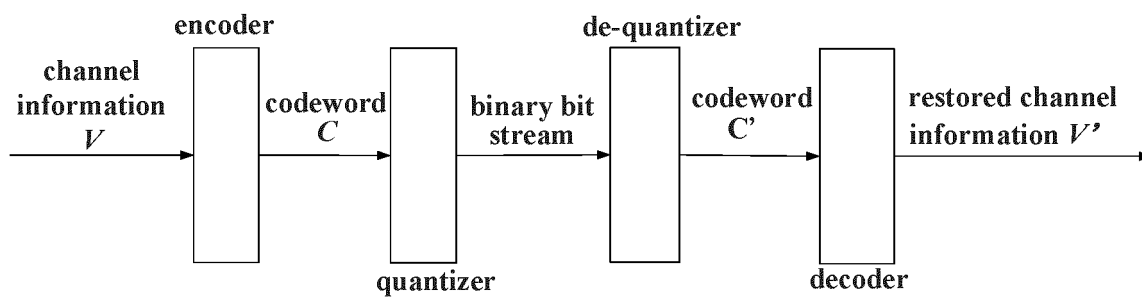 encoder
de-quantizer
channel
information
V
codeword
C
binary bit
stream
codeword
C'
restored channel
information V'
quantizer
decoder